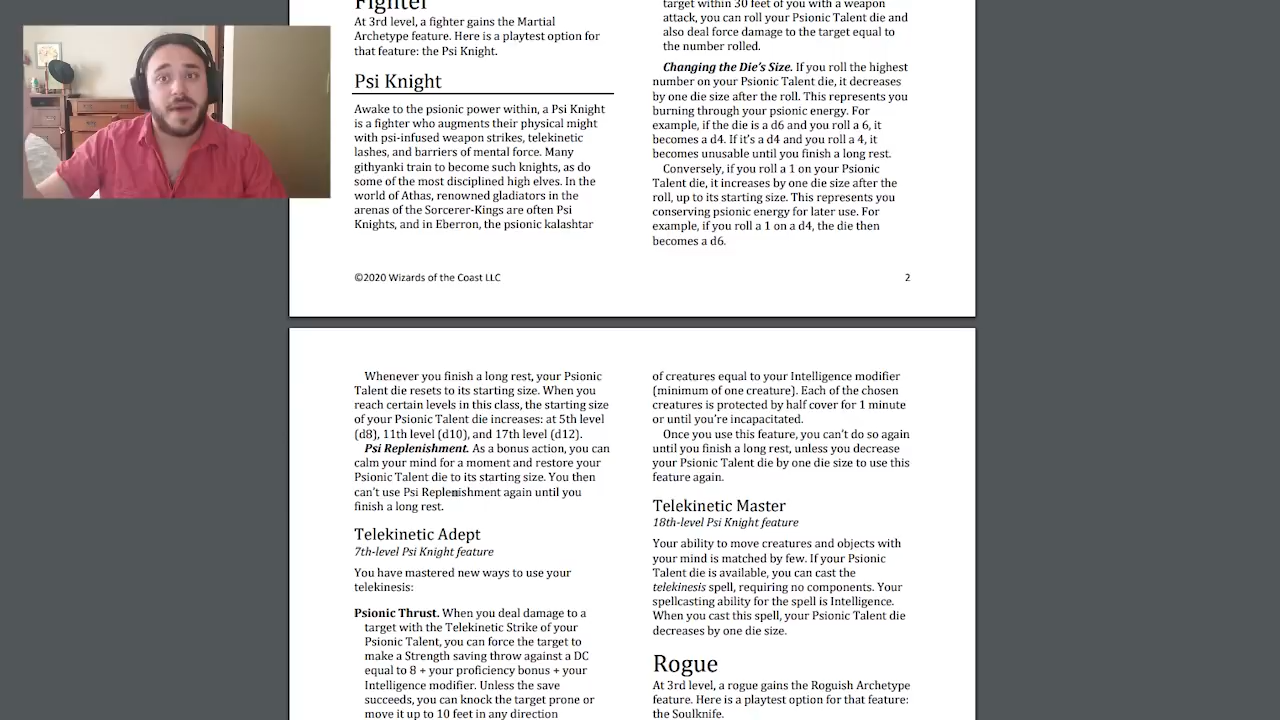 Fighter
At 3rd level, a fighter gains the Martial
Archetype feature. Here is a playtest option for
that feature: the Psi Knight.
Psi Knight
Awake to the psionic power within, a Psi Knight
is a fighter who augments their physical might
with psi-infused weapon strikes, telekinetic
lashes, and barriers of mental force. Many
githyanki train to become such knights, as do
some of the most disciplined high elves. In the
world of Athas, renowned gladiators in the
arenas of the Sorcerer-Kings are often Psi
Knights, and in Eberron, the psionic kalashtar
target within 30 feet of you with a weapon
attack, you can roll your Psionic Talent die and
also deal force damage to the target equal to
the number rolled.
Changing the Die's Size. If you roll the highest
number on your Psionic Talent die, it decreases
by one die size after the roll. This represents you
burning through your psionic energy. For
example, if the die is a d6 and you roll a 6, it
becomes a d4. If it's a d4 and you roll a 4, it
becomes unusable until you finish a long rest.
Conversely, if you roll a 1 on your Psionic
Talent die, it increases by one die size after the
roll, up to its starting size. This represents you
conserving psionic energy for later use. For
example, if you roll a 1 on a d4, the die then
becomes a d6.
©2020 Wizards of the Coast LLC
2
Whenever you finish a long rest, your Psionic
Talent die resets to its starting size. When you
reach certain levels in this class, the starting size
of your Psionic Talent die increases: at 5th level
(d8), 11th level (d10), and 17th level (d12).
Psi Replenishment. As a bonus action, you can
calm your mind for a moment and restore your
Psionic Talent die to its starting size. You then
can't use Psi Replenishment again until you
finish a long rest.
Telekinetic Adept
7th-level Psi Knight feature
You have mastered new ways to use your
telekinesis:
Psionic Thrust. When you deal damage to a
target with the Telekinetic Strike of your
Psionic Talent, you can force the target to
make a Strength saving throw against a DC
equal to 8 + your proficiency bonus + your
Intelligence modifier. Unless the save
succeeds, you can knock the target prone or
move it up to 10 feet in any direction
of creatures equal to your Intelligence modifier
(minimum of one creature). Each of the chosen
creatures is protected by half cover for 1 minute
or until you're incapacitated.
Once you use this feature, you can't do so again
until you finish a long rest, unless you decrease
your Psionic Talent die by one die size to use this
feature again.
Telekinetic Master
18th-level Psi Knight feature
Your ability to move creatures and objects with
your mind is matched by few. If your Psionic
Talent die is available, you can cast the
telekinesis spell, requiring no components. Your
spellcasting ability for the spell is Intelligence.
When you cast this spell, your Psionic Talent die
decreases by one die size.
Rogue
At 3rd level, a rogue gains the Roguish Archetype
feature. Here is a playtest option for that feature:
the Soulknife.